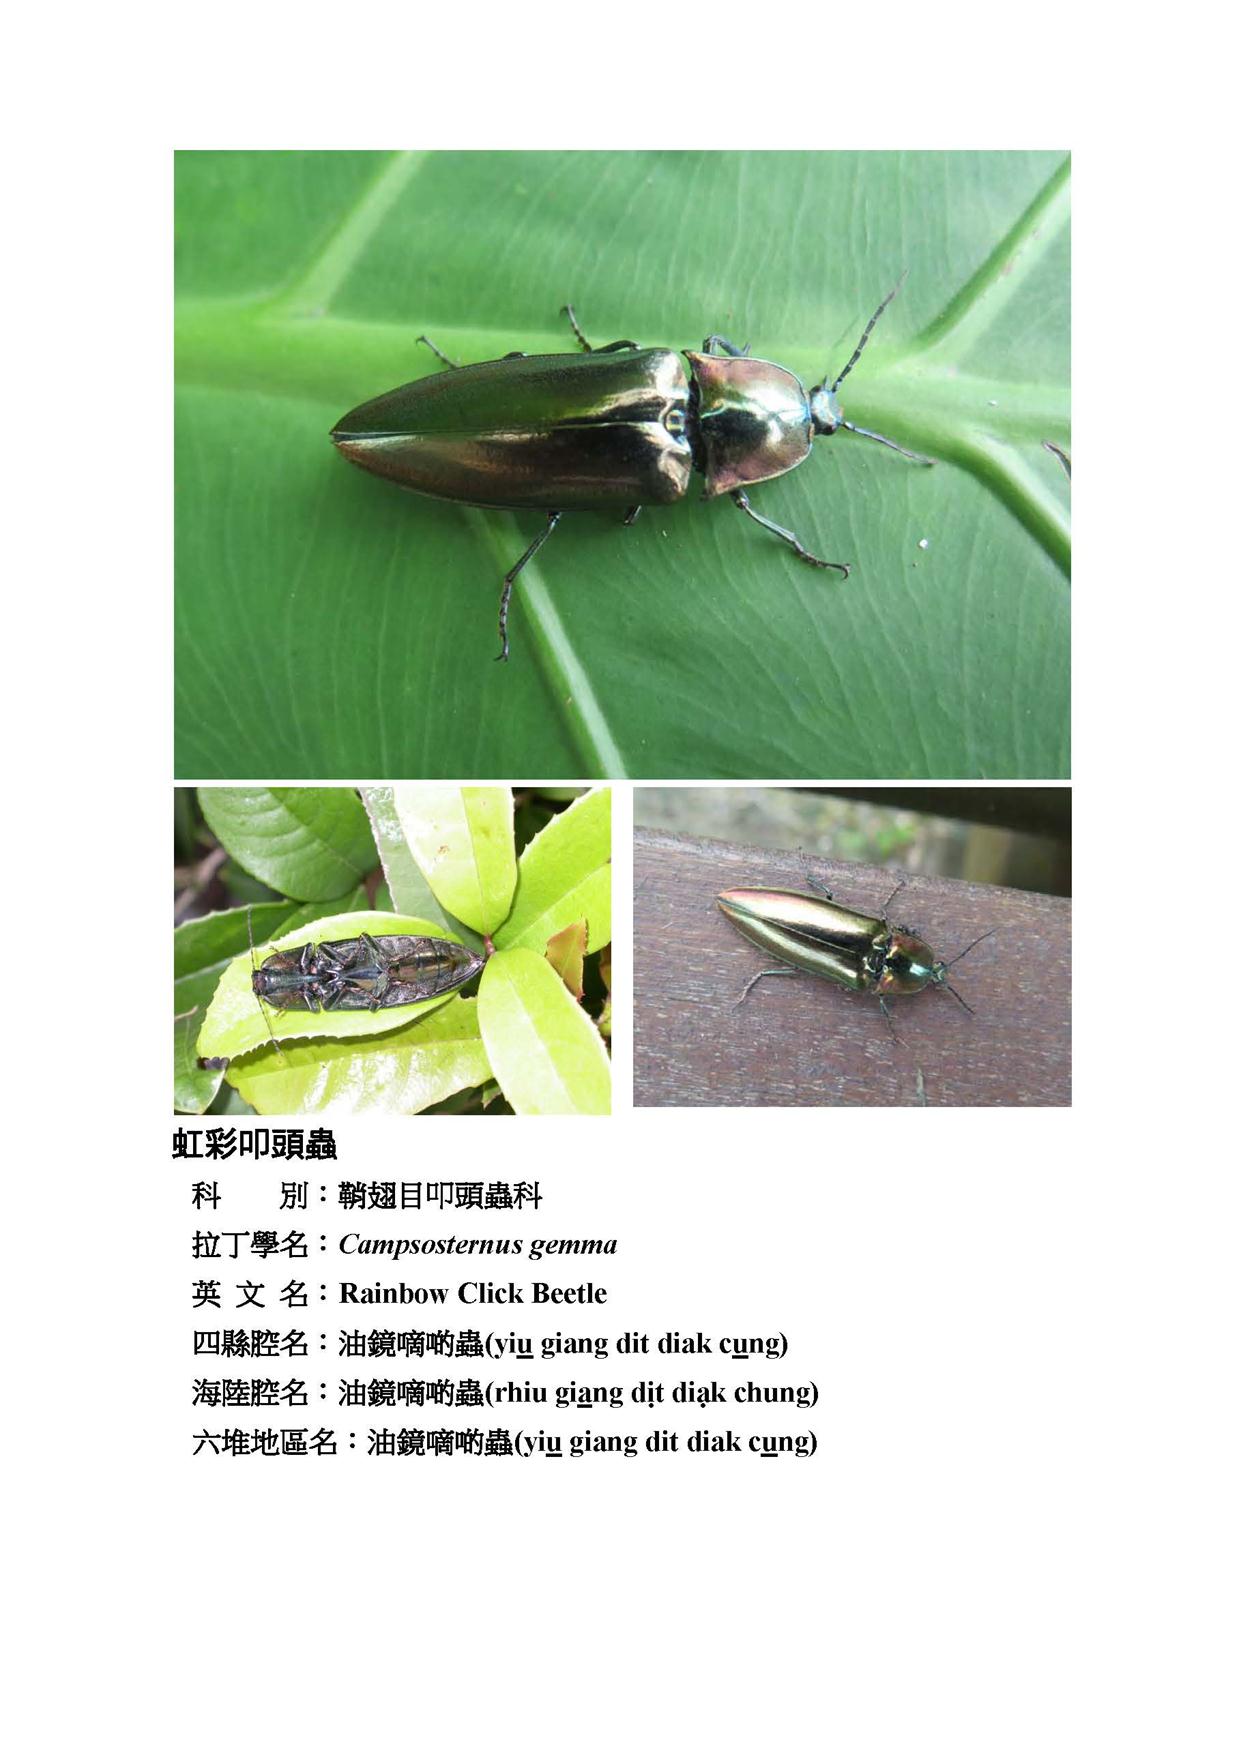 虹彩叩頭蟲
科　　別：鞘翅目叩頭蟲科
拉丁學名：Campsosternus gemma
英 文 名：Rainbow Click Beetle
四縣腔名：油鏡嘀啲蟲(yiu giang dit diak cung)
海陸腔名：油鏡嘀啲蟲(rhiu giang dịt diạk chung)
六堆地區名：油鏡嘀啲蟲(yiu giang dit diak cung)